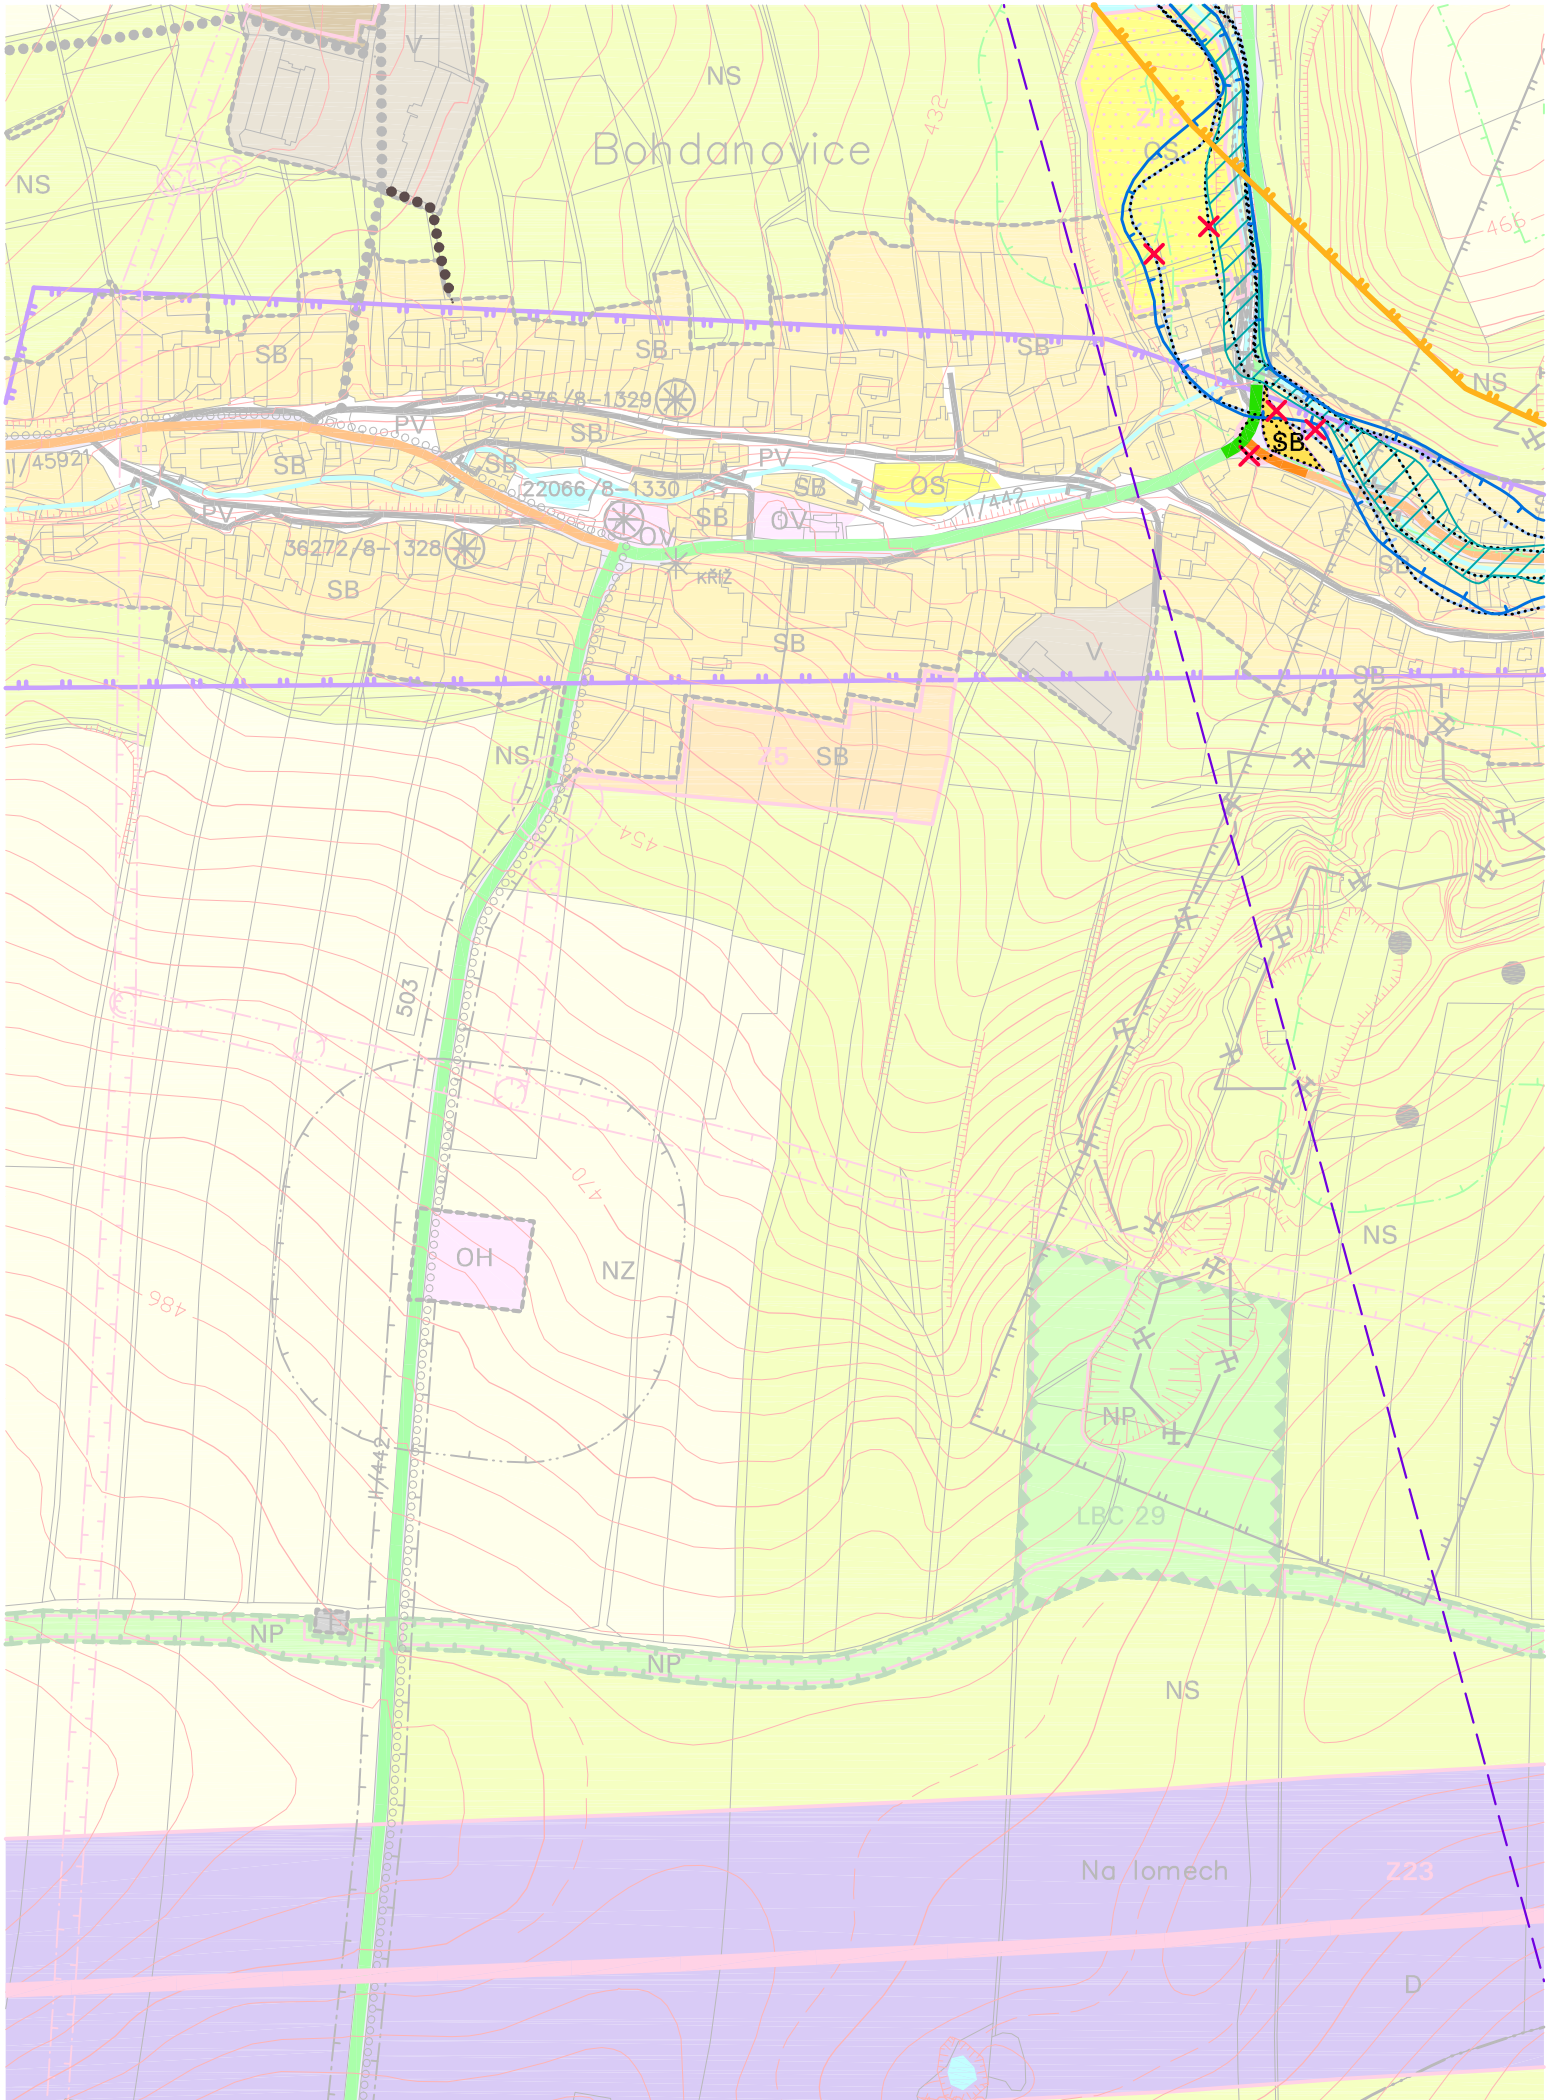 V
NS
432
Z18
OS
Bohdanovice
NS
466
SB
SB
SB
NS
20876/8-1329
PV
SB
SB
II/45921
SB
SB
PV
SB
OS
22066/8-1330
II/442
PV
SB
OV
OV
36272/8-1328
KŘÍŽ
SB
SB
SB
V
SB
NS
Z5
SB
454
503
470
NS
OH
NZ
486
NP
II/442
LBC 29
NP
NP
NS
Na lomech
Z23
D